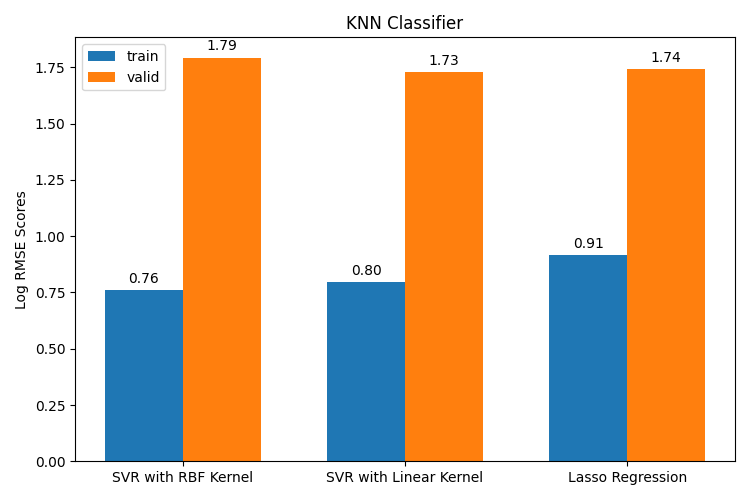 KNN Classifier
train
valid
1.79
1.73
1.74
0.76
0.80
0.91
Log RMSE Scores
1.75
1.50
1.25
1.00
0.75
0.50
0.25
0.00
SVR with RBF Kernel
SVR with Linear Kernel
Lasso Regression